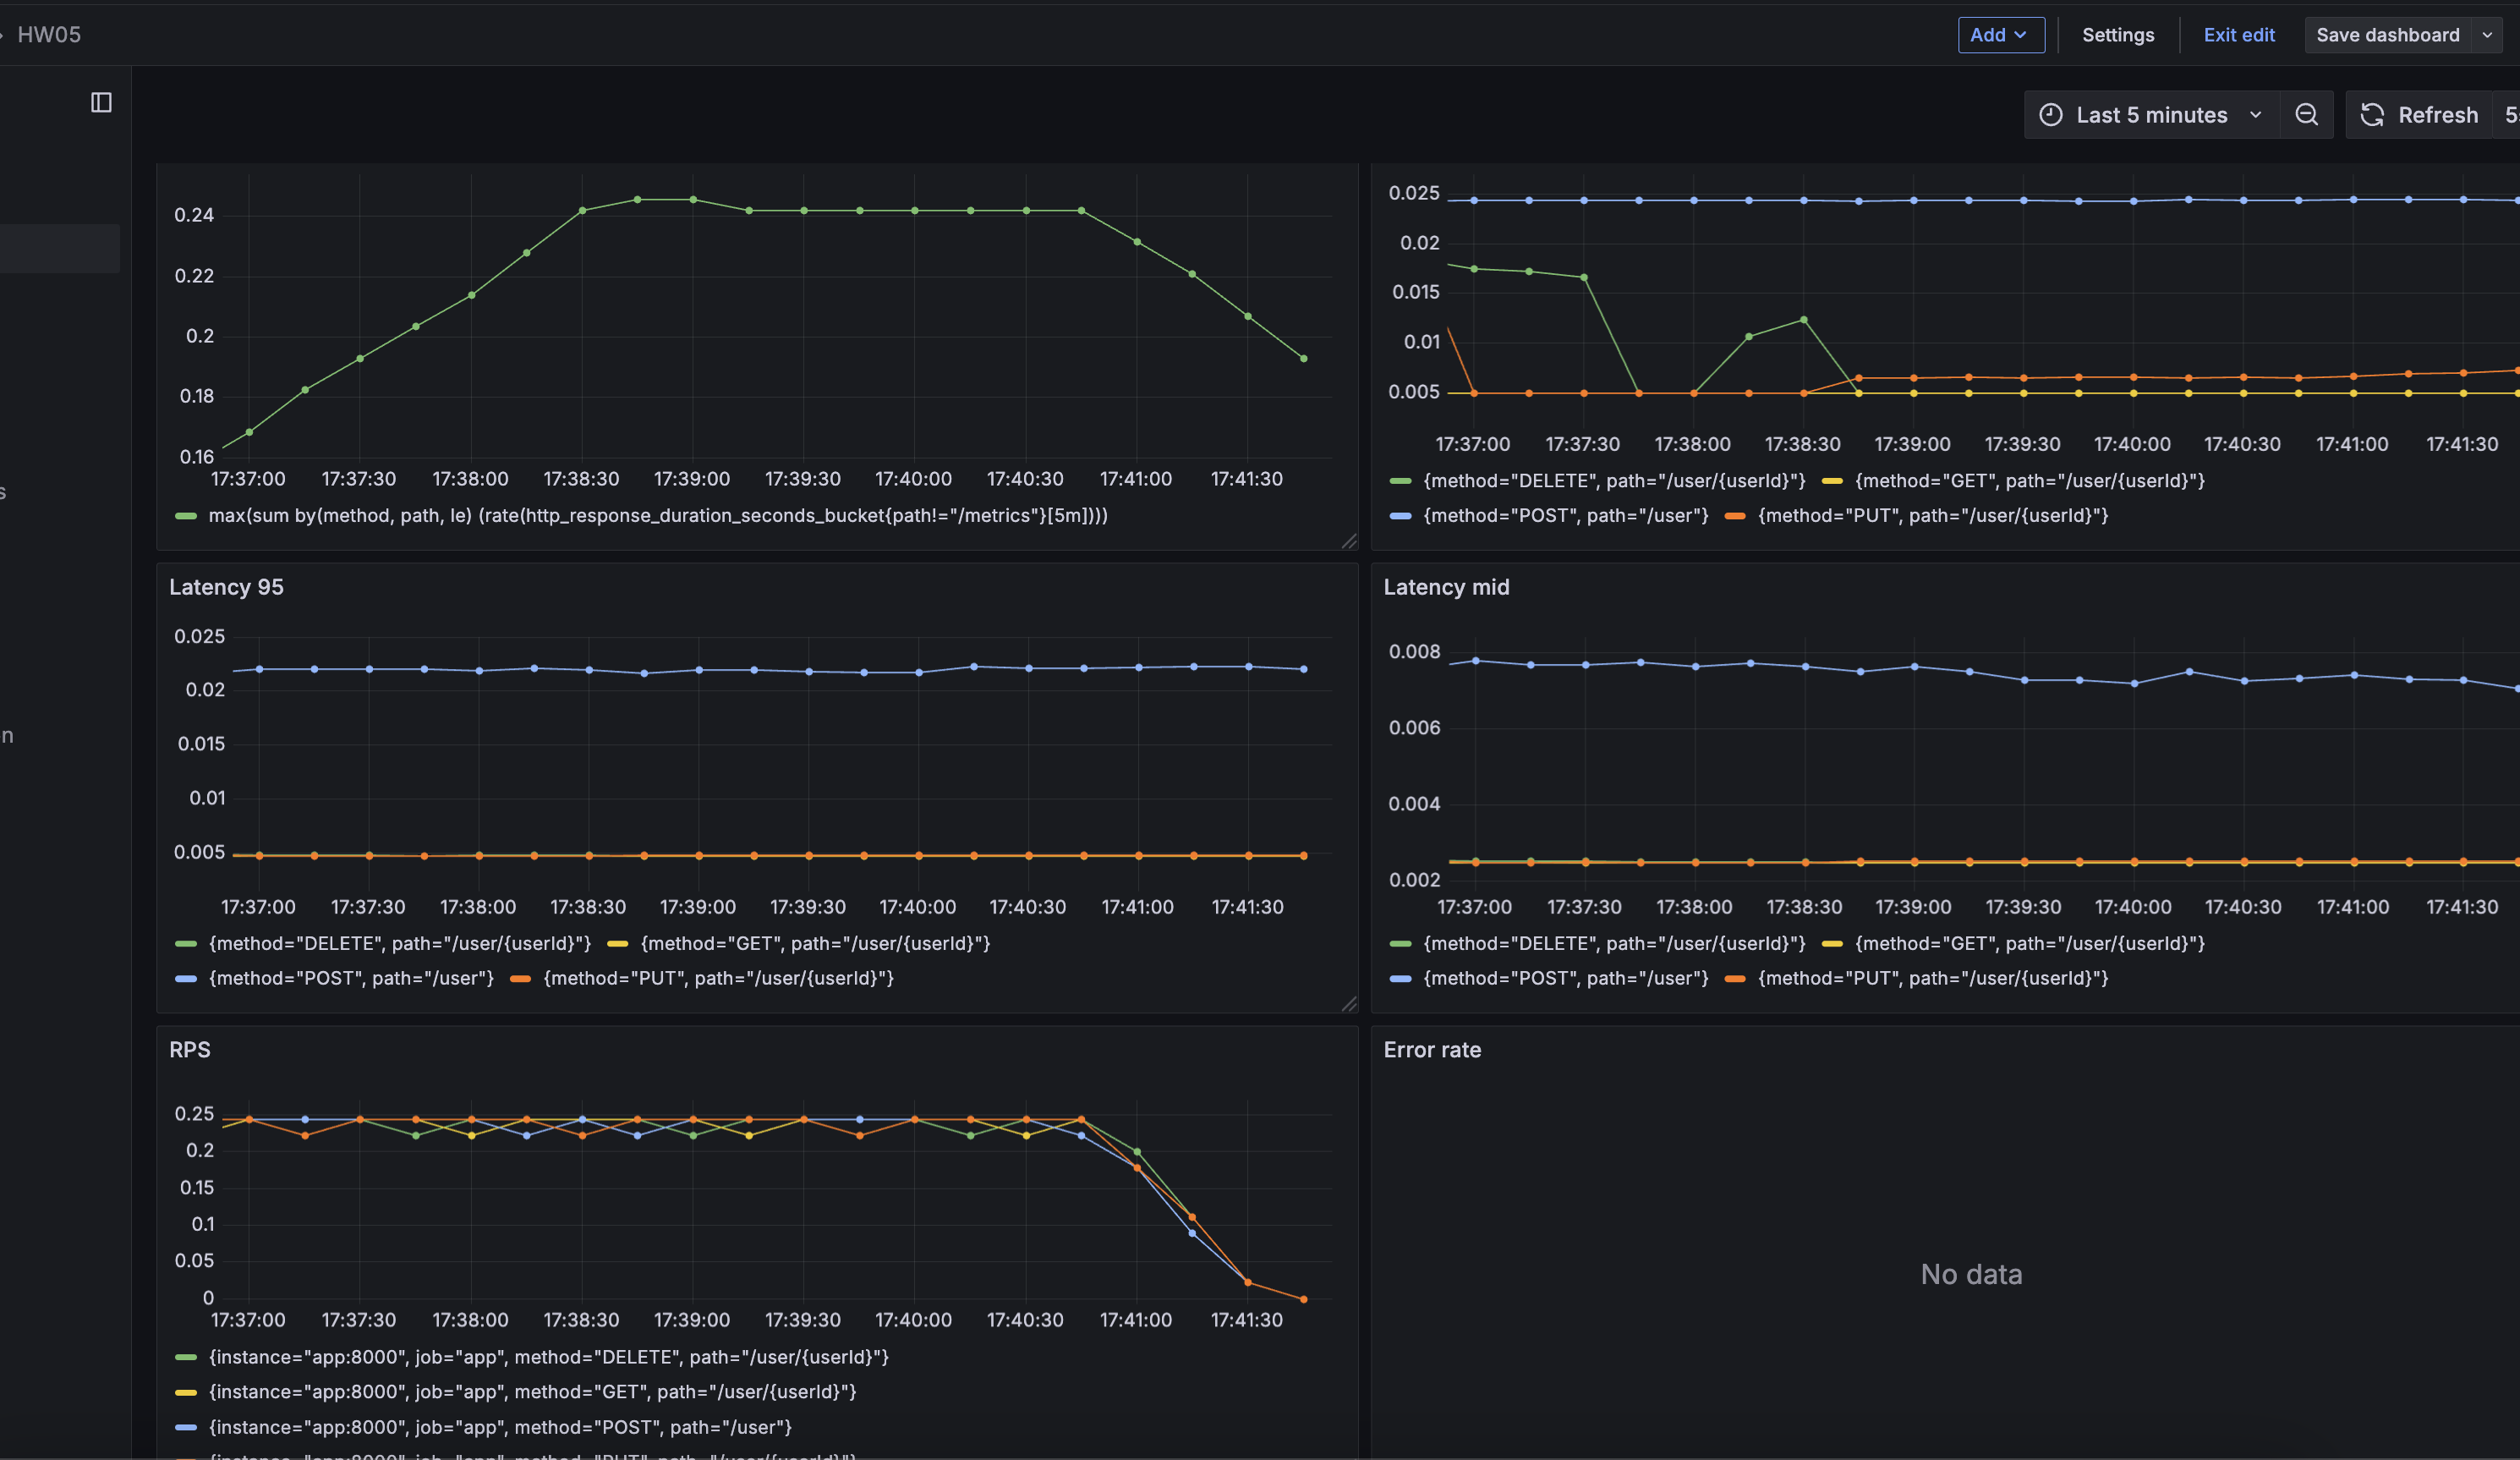 HW05
Add
Settings
Exit edit
Save dashboard
Last 5 minutes
Refresh
0.24
0.22
0.2
0.18
0.16
17:37:00 17:37:30 17:38:00 17:38:30 17:39:00 17:39:30 17:40:00 17:40:30 17:41:00 17:41:30
max(sum by(method, path, le) (rate(http_response_duration_seconds_bucket{path!="/metrics"}[5m])))
0.025
0.02
0.015
0.01
0.005
17:37:00 17:37:30 17:38:00 17:38:30 17:39:00 17:39:30 17:40:00 17:40:30 17:41:00 17:41:30
{method="DELETE", path="/user/{userId}"} {method="GET", path="/user/{userId}"}
{method="POST", path="/user"} {method="PUT", path="/user/{userId}"}
Latency 95
0.025
0.02
0.015
0.01
0.005
17:37:00 17:37:30 17:38:00 17:38:30 17:39:00 17:39:30 17:40:00 17:40:30 17:41:00 17:41:30
{method="DELETE", path="/user/{userId}"} {method="GET", path="/user/{userId}"}
{method="POST", path="/user"} {method="PUT", path="/user/{userId}"}
Latency mid
0.008
0.006
0.004
0.002
17:37:00 17:37:30 17:38:00 17:38:30 17:39:00 17:39:30 17:40:00 17:40:30 17:41:00 17:41:30
{method="DELETE", path="/user/{userId}"} {method="GET", path="/user/{userId}"}
{method="POST", path="/user"} {method="PUT", path="/user/{userId}"}
RPS
0.25
0.2
0.15
0.1
0.05
0
17:37:00 17:37:30 17:38:00 17:38:30 17:39:00 17:39:30 17:40:00 17:40:30 17:41:00 17:41:30
{instance="app:8000", job="app", method="DELETE", path="/user/{userId}"}
{instance="app:8000", job="app", method="GET", path="/user/{userId}"}
{instance="app:8000", job="app", method="POST", path="/user"}
{instance="app:8000", job="app", method="PUT", path="/user/{userId}"}
Error rate
No data